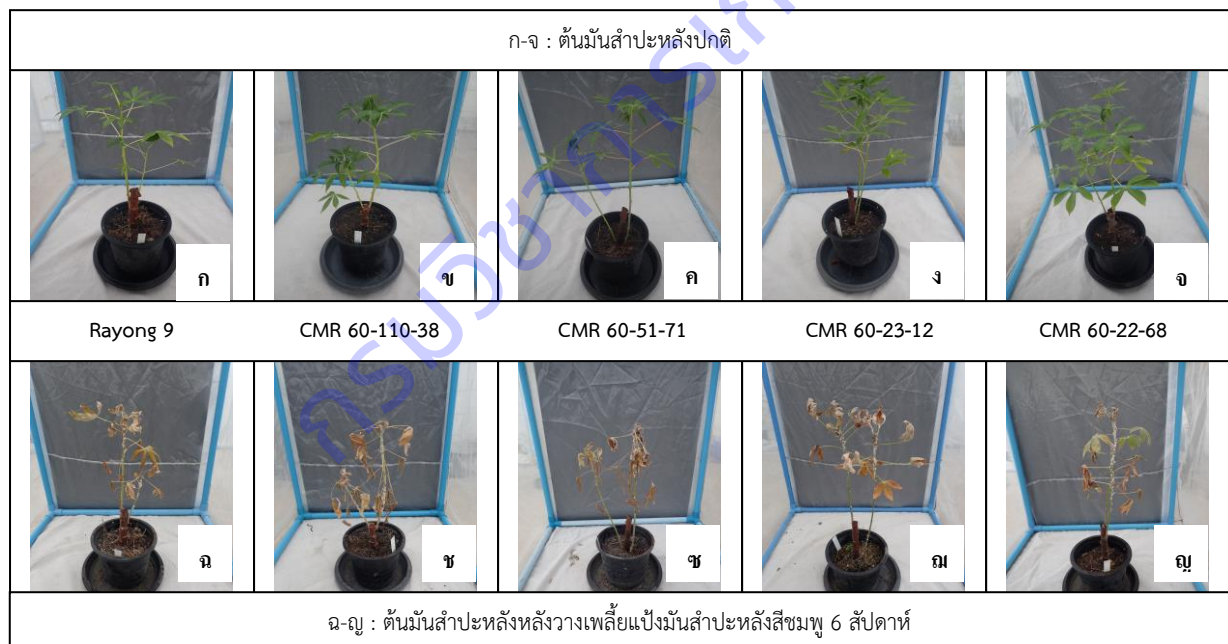 ก-จ : ต้นมันสำปะหลังปกติ
ก ข ค ง จ
Rayong 9 CMR 60-110-38 CMR 60-51-71 CMR 60-23-12 CMR 60-22-68
ฉ ช ซ ฌ ญ
ฉ-ญ : ต้นมันสำปะหลังหลังวางเพลี้ยแป้งมันสำปะหลังสีชมพู 6 สัปดาห์